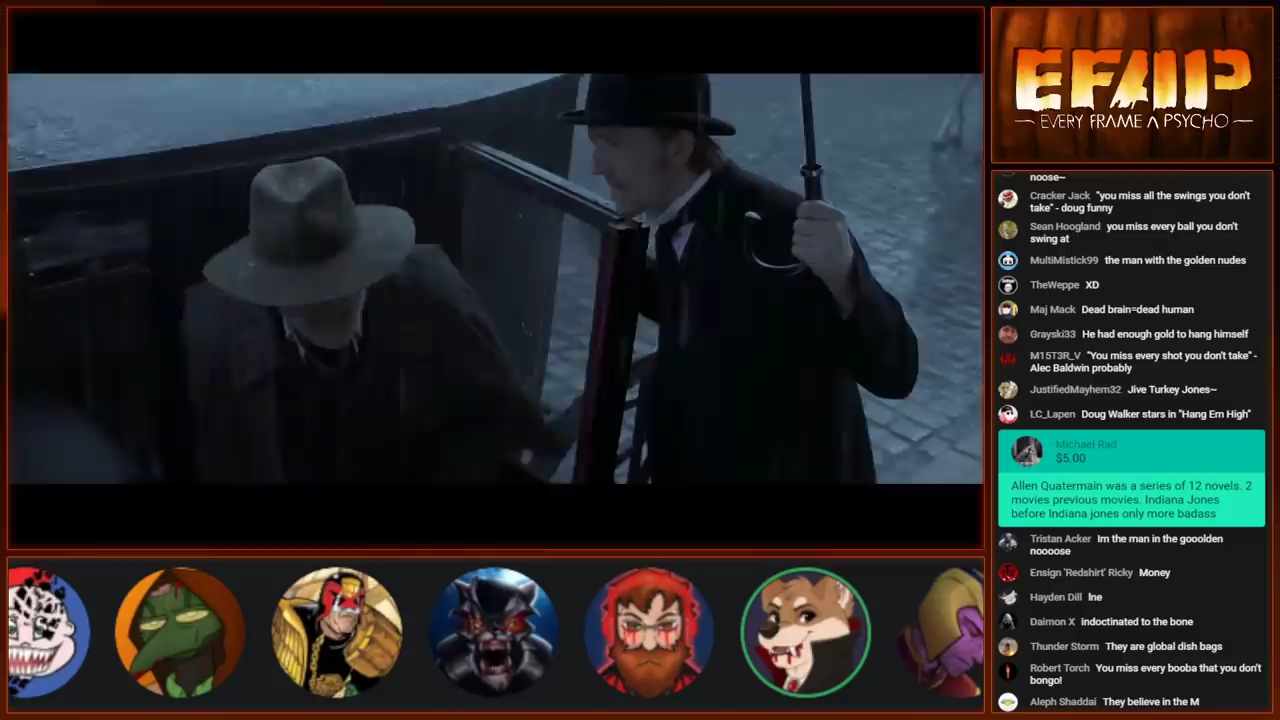 EFAP
EVERY FRAME A PSYCHO
noose~
Cracker Jack "you miss all the swings you don't
take" - doug funny
Sean Hoogland you miss every ball you don't
swing at
MultiMistick99 the man with the golden nudes
TheWeppe XD
Maj Mack Dead brain=dead human
Grayski33 He had enough gold to hang himself
M15T3R_V "You miss every shot you don't take" -
Alec Baldwin probably
JustifiedMayhem32 Jive Turkey Jones~
LC_Lapen Doug Walker stars in "Hang Em High"
Michael Rad
$5.00
Allen Quatermain was a series of 12 novels. 2
movies previous movies. Indiana Jones
before Indiana jones only more badass
Tristan Acker Im the man in the gooolden
noooose
Ensign 'Redshirt' Ricky Money
Hayden Dill Ine
Daimon X indoctinated to the bone
Thunder Storm They are global dish bags
Robert Torch You miss every booba that you don't
bongo!
Aleph Shaddai They believe in the M